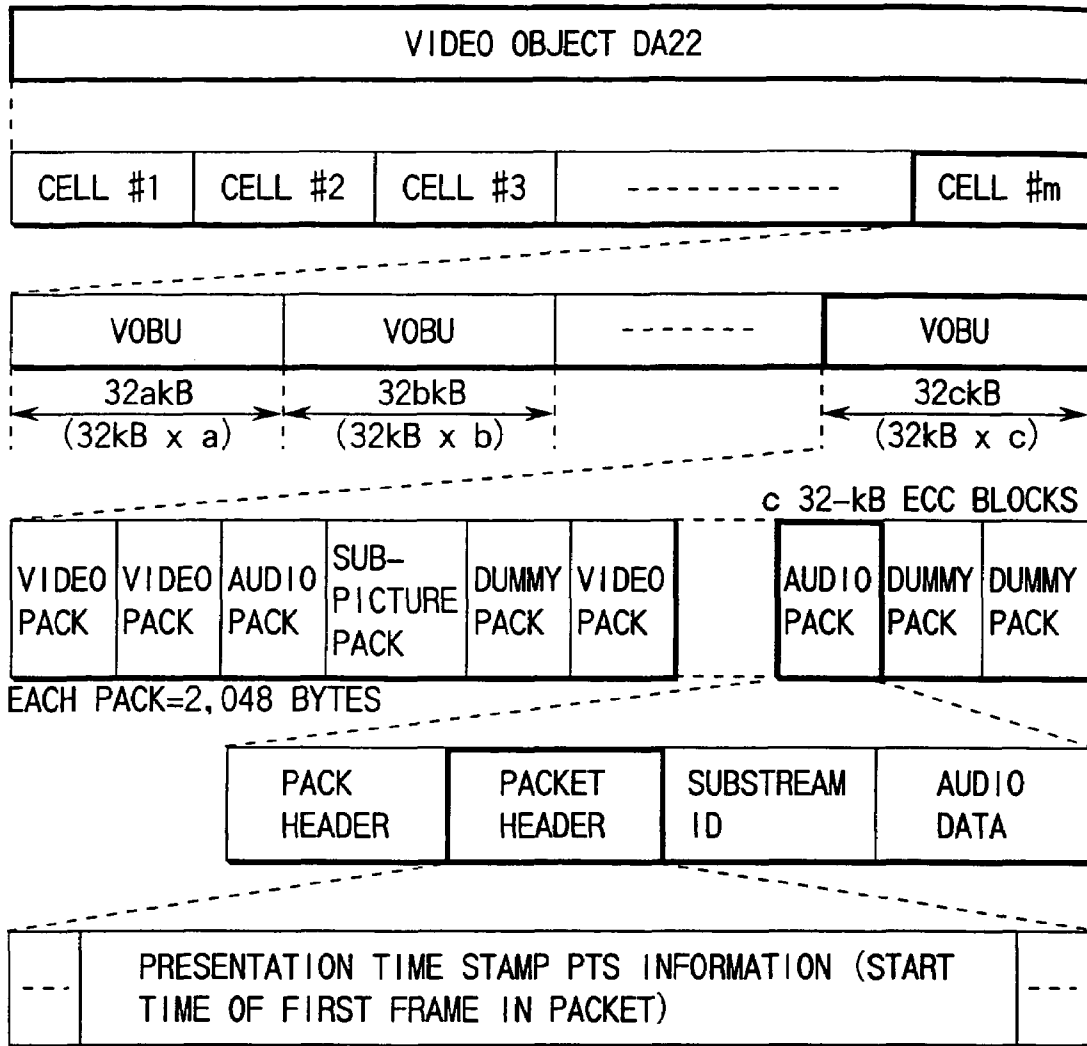 VIDEO OBJECT DA22
CELL #1 CELL #2 CELL #3 ----------- CELL #m
VOBU VOBU ------- VOBU
32akB 32bkB 32ckB
(32kB x a) (32kB x b) (32kB x c)
c 32-kB ECC BLOCKS
VIDEO PACK
VIDEO PACK
AUDIO PACK
SUB-
PICTURE
PACK
DUMMY PACK
VIDEO PACK
AUDIO PACK
DUMMY PACK
DUMMY PACK
EACH PACK=2,048 BYTES
PACK
HEADER
PACKET
HEADER
SUBSTREAM
ID
AUDIO
DATA
--- PRESENTATION TIME STAMP PTS INFORMATION (START ---
TIME OF FIRST FRAME IN PACKET)